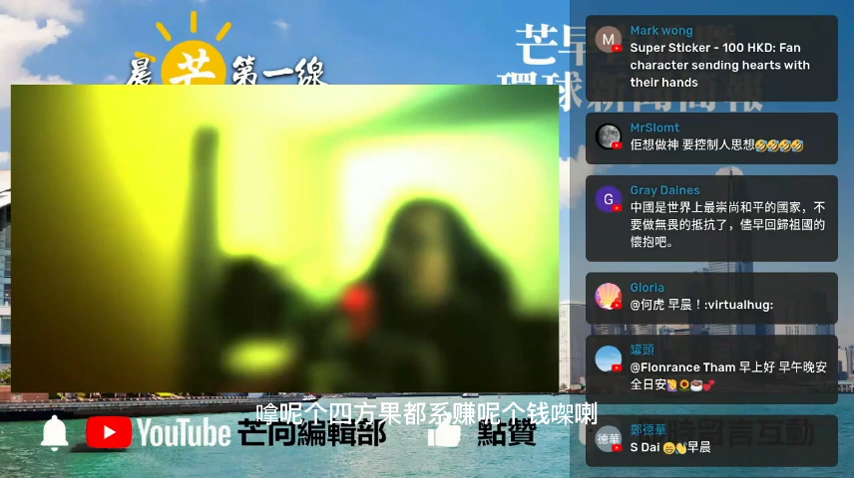 晨 芒 第一線
芒早
環球新聞簡報
Mark wong
Super Sticker - 100 HKD: Fan
character sending hearts with
their hands
MrSlomt
佢想做神 要控制人思想🤣🤣🤣🤣
Gray Daines
中國是世界上最崇尚和平的國家，不
要做無畏的抵抗了，儘早回歸祖國的
懷抱吧。
Gloria
@何虎 早晨！:virtualhug:
罐頭
@Flonrance Tham 早上好 早午晚安
全日安
鄭德華
S Dai 早晨
嗱呢个四方果都系赚呢个钱㗎喇
YouTube 芒向編輯部 點贊 時留言互動